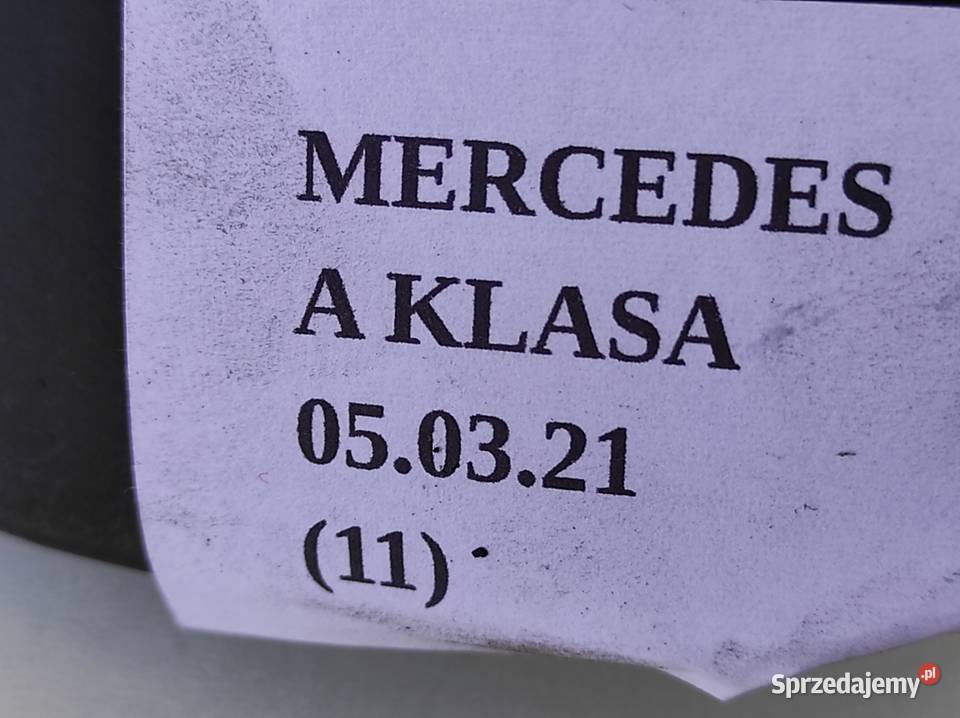 MERCEDES
A KLASA
05.03.21
(11)
Sprzedajemy.pl